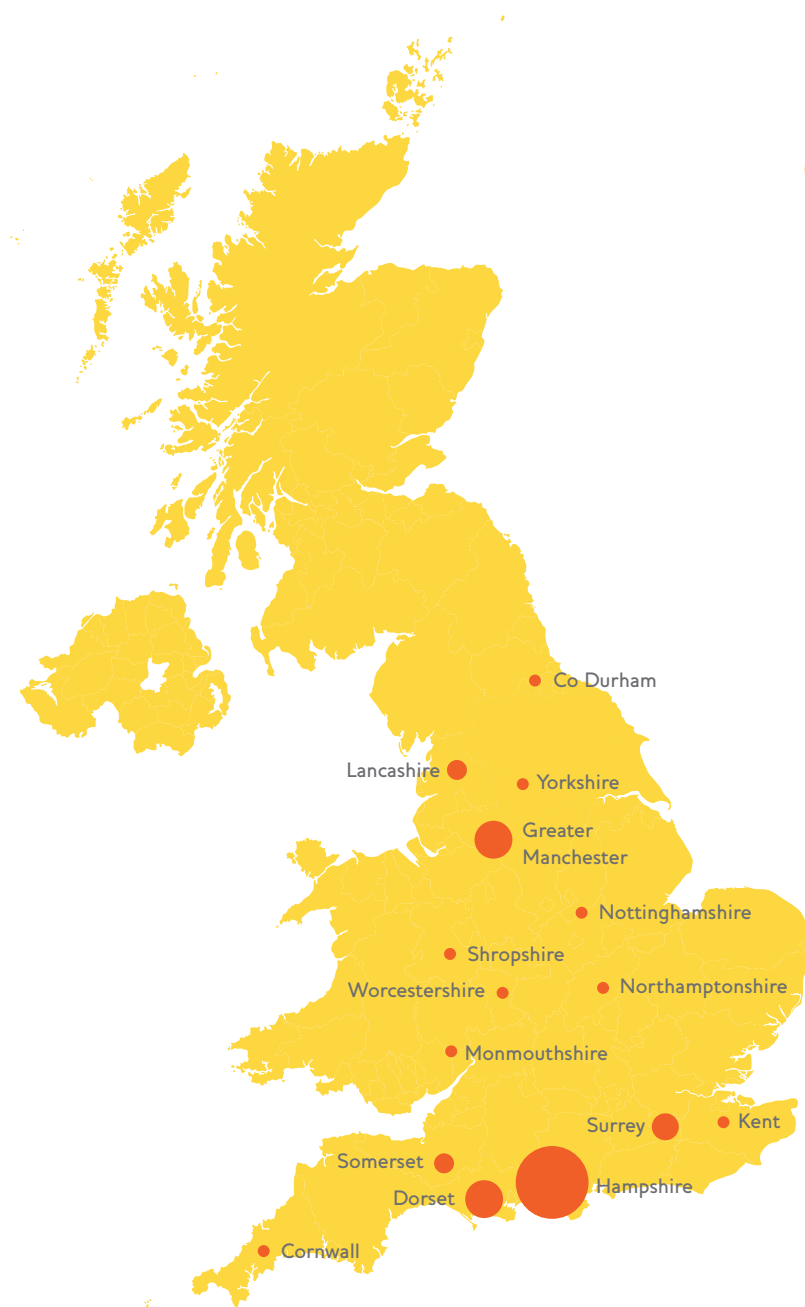 Co Durham
Lancashire
Yorkshire
Greater
Manchester
Nottinghamshire
Shropshire
Worcestershire
Northamptonshire
Monmouthshire
Surrey
Kent
Somerset
Dorset
Hampshire
Cornwall